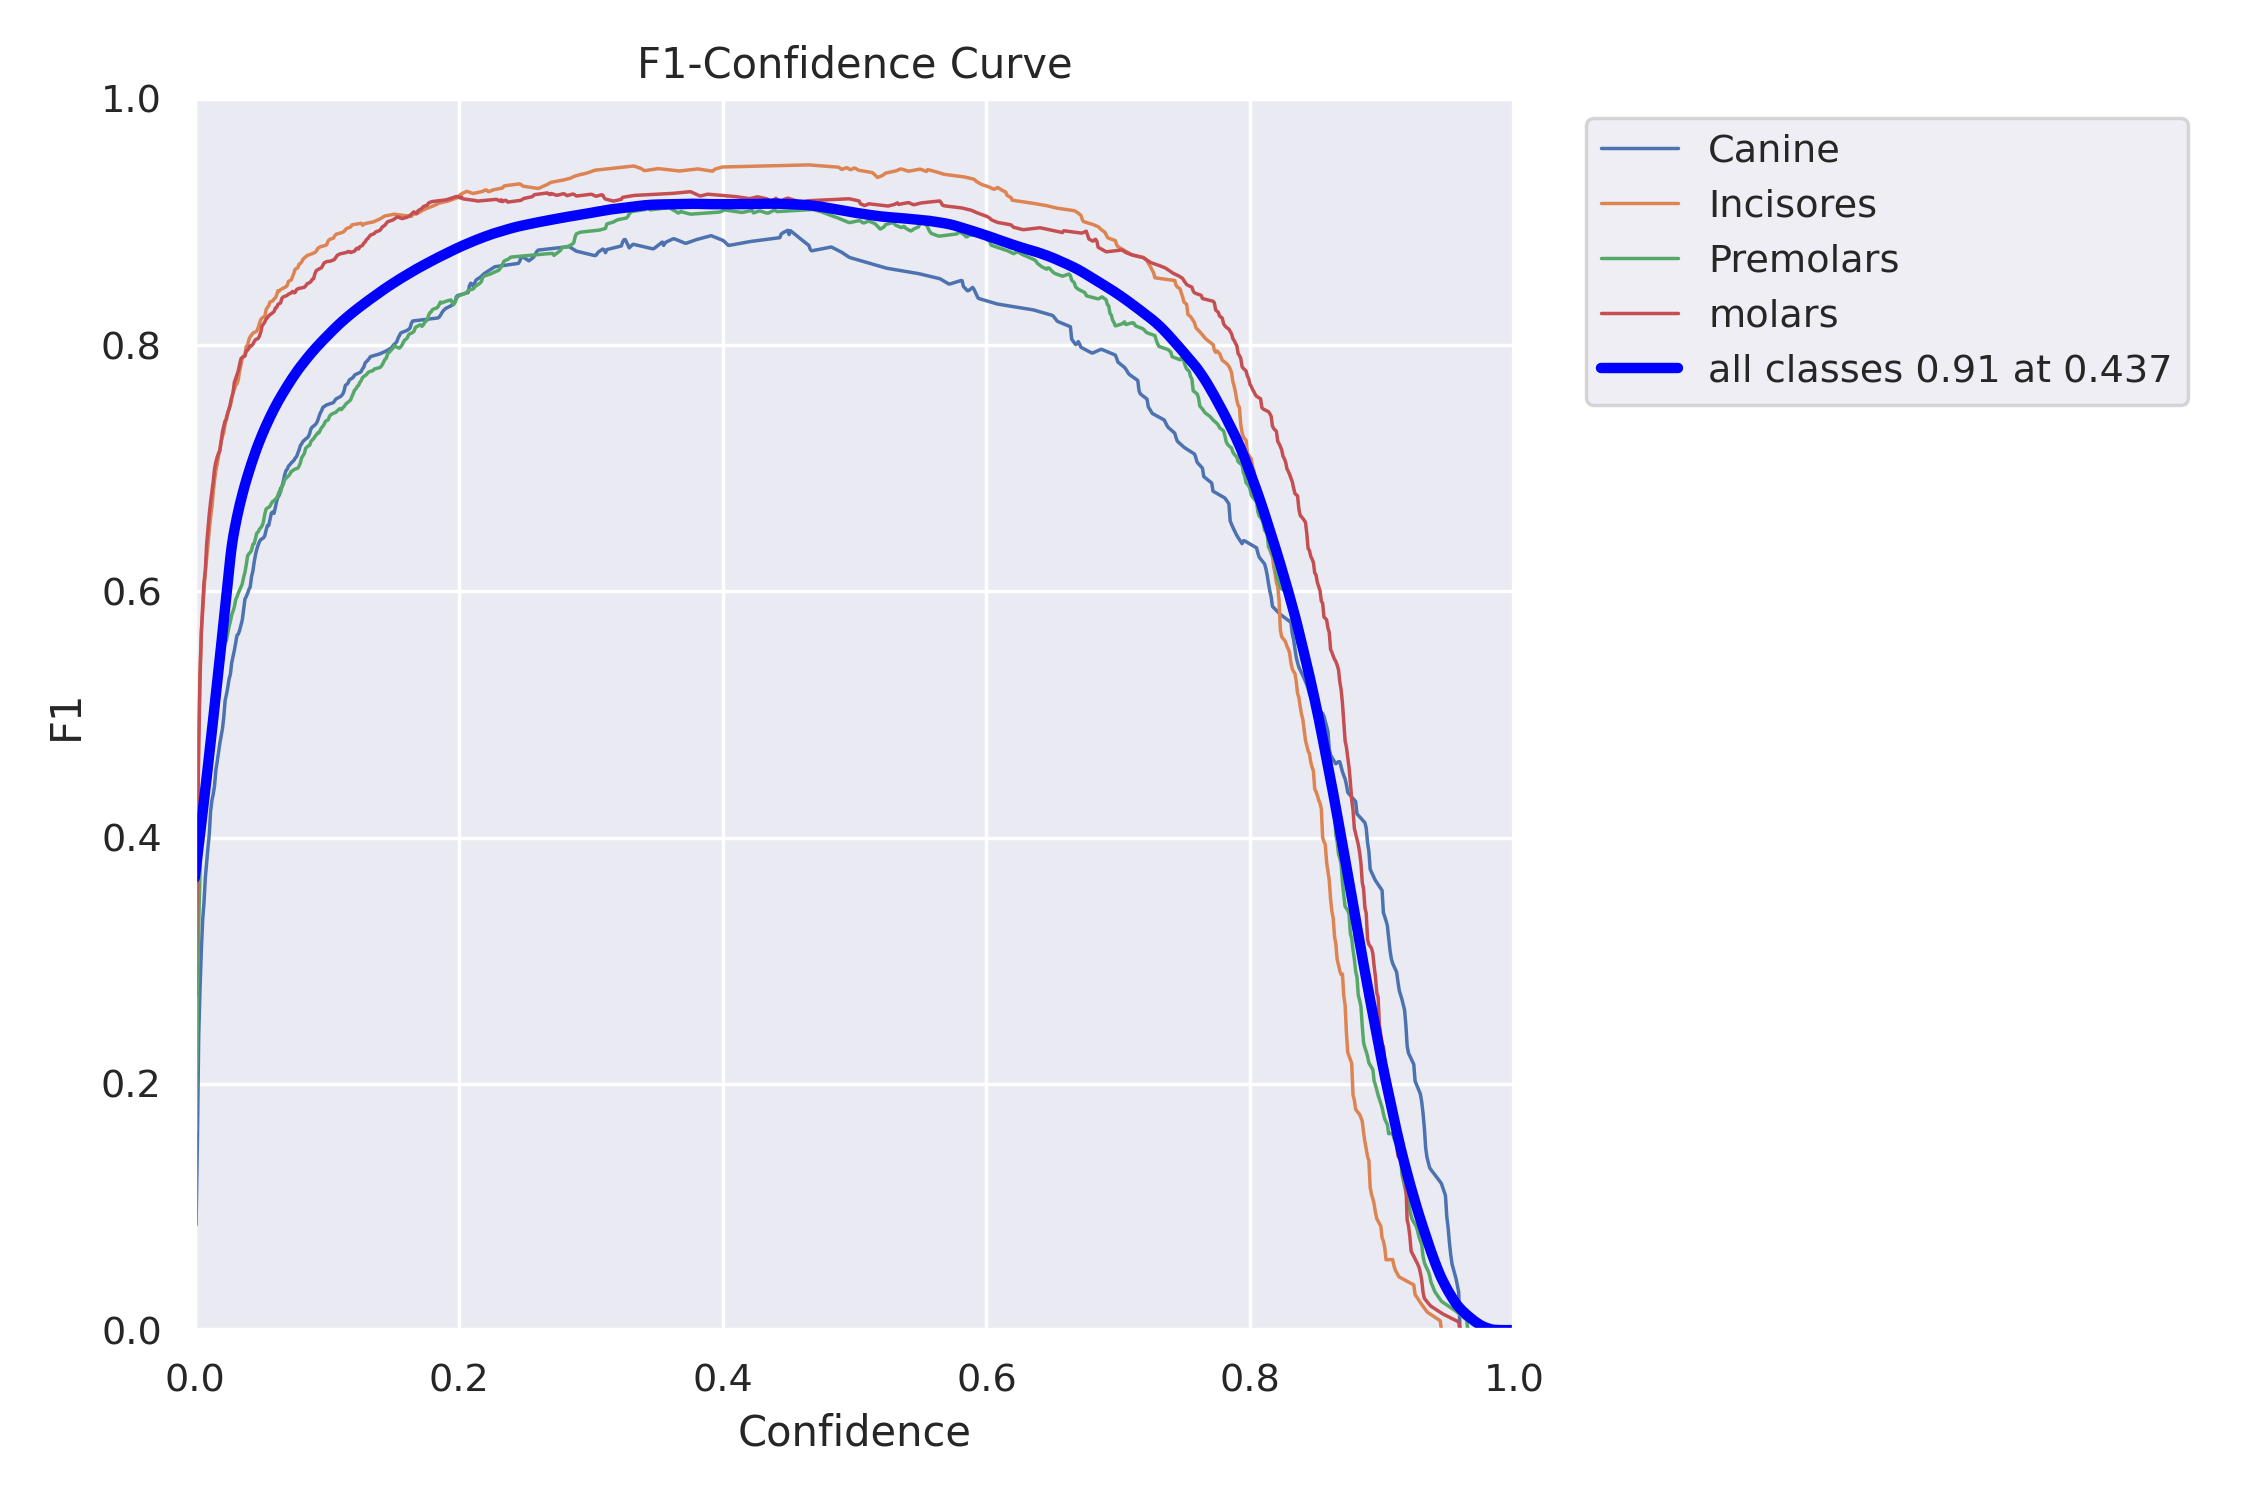 F1-Confidence Curve
1.0
0.8
0.6
0.4
0.2
0.0
F1
0.0 0.2 0.4 0.6 0.8 1.0
Confidence
Canine
Incisores
Premolars
molars
all classes 0.91 at 0.437